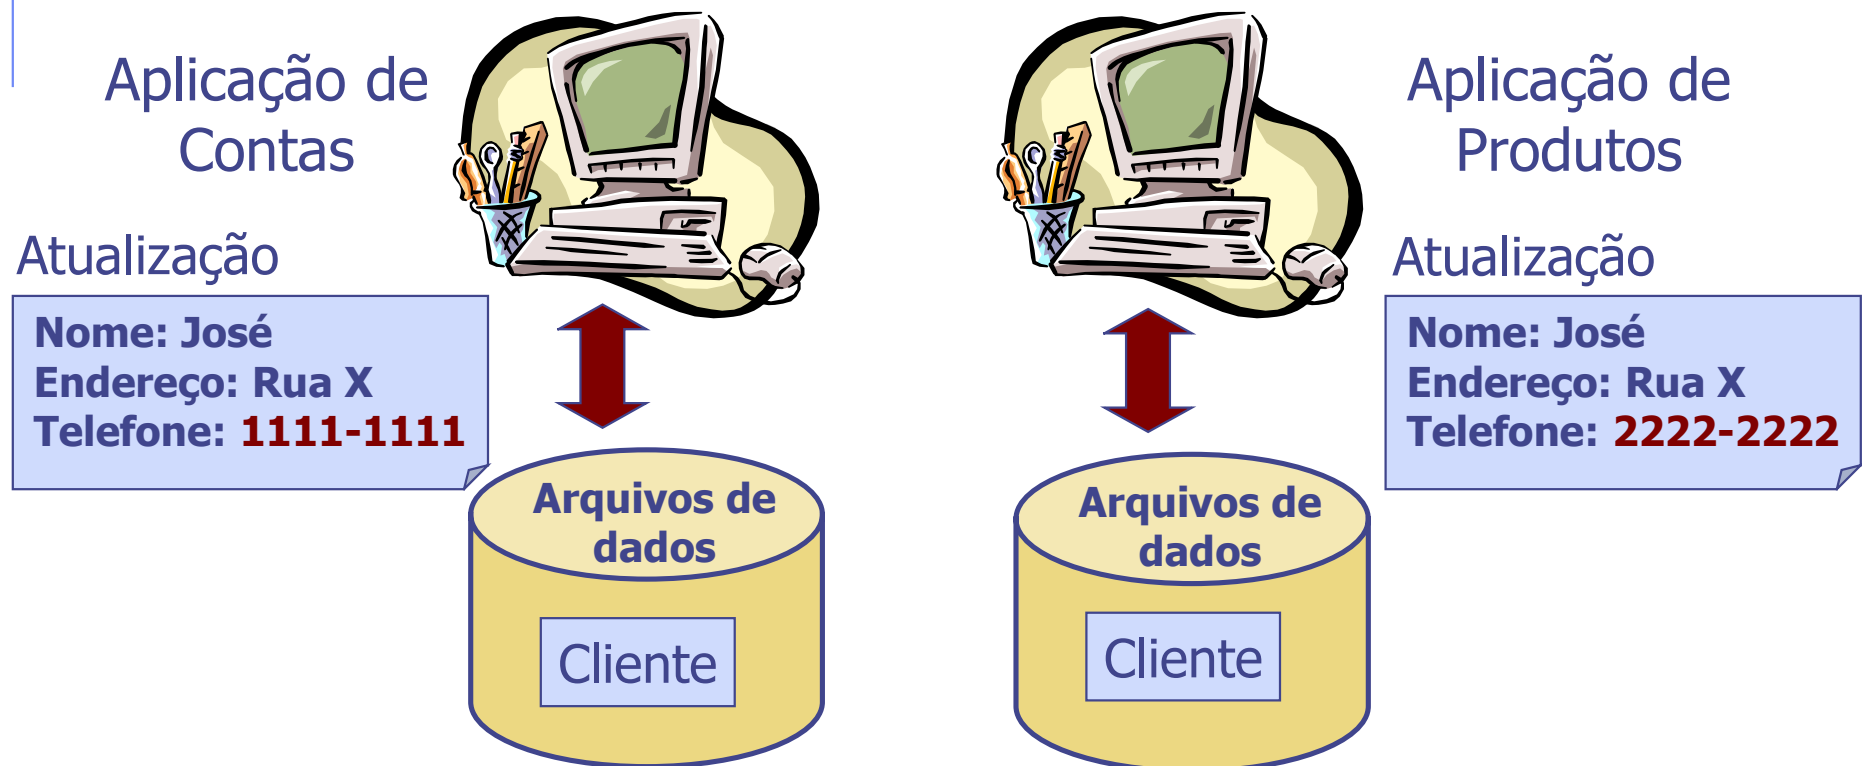 Aplicação de
Contas
Atualização
Nome: José
Endereço: Rua X
Telefone: 1111-1111
Arquivos de
dados
Cliente
Aplicação de
Produtos
Atualização
Nome: José
Endereço: Rua X
Telefone: 2222-2222
Arquivos de
dados
Cliente